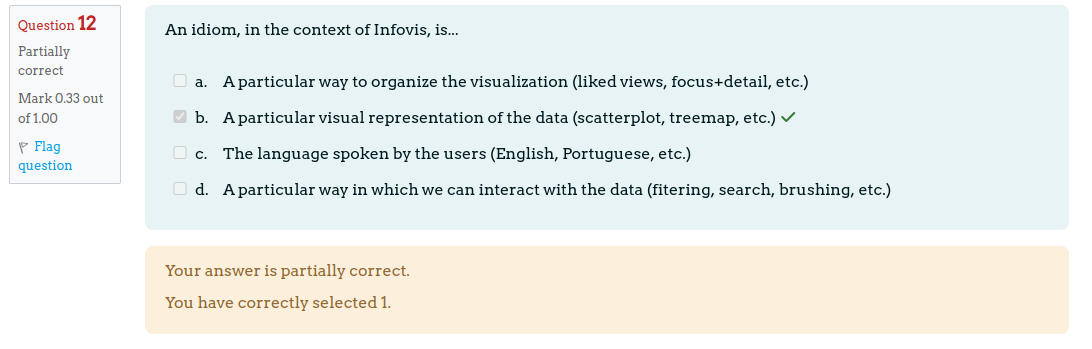 Question 12
Partially
correct
Mark 0.33 out
of 1.00
Flag
question
An idiom, in the context of Infovis, is...
a. A particular way to organize the visualization (liked views, focus+detail, etc.)
b. A particular visual representation of the data (scatterplot, treemap, etc.)
c. The language spoken by the users (English, Portuguese, etc.)
d. A particular way in which we can interact with the data (fitering, search, brushing, etc.)
Your answer is partially correct.
You have correctly selected 1.